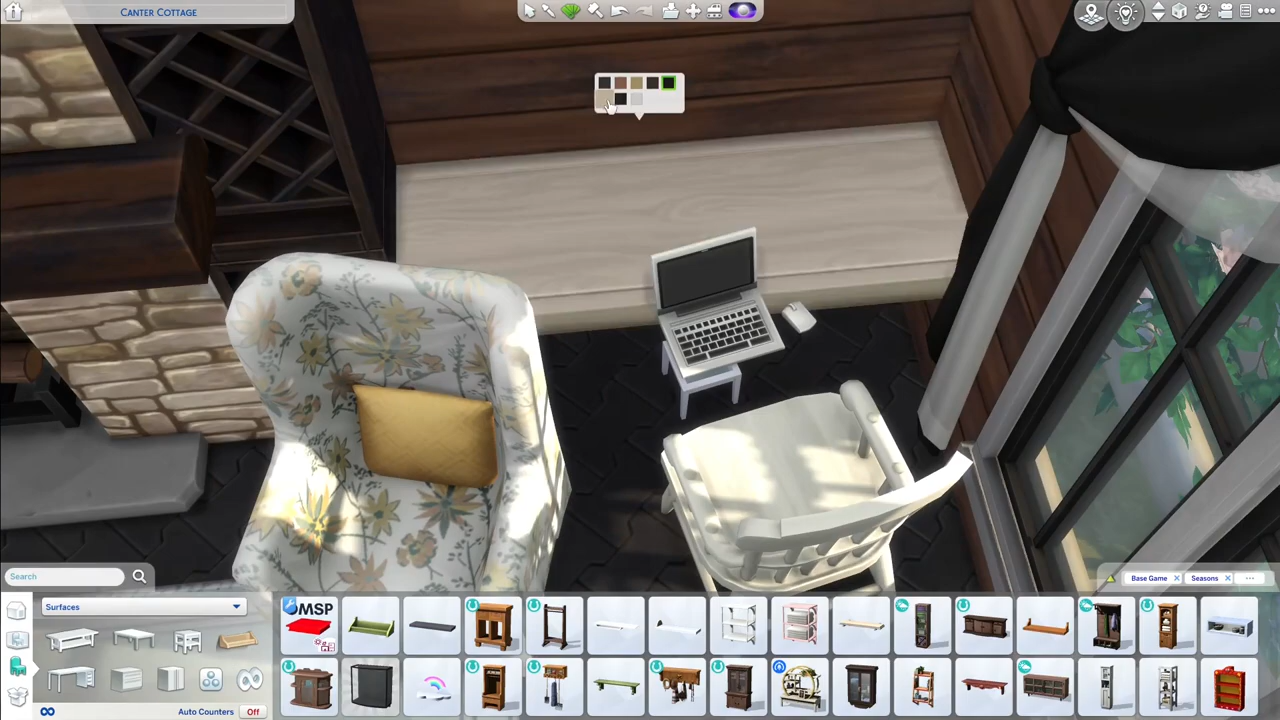 CANTER COTTAGE
Search
Base Game
Seasons
Surfaces
MSP
Auto Counters
Off